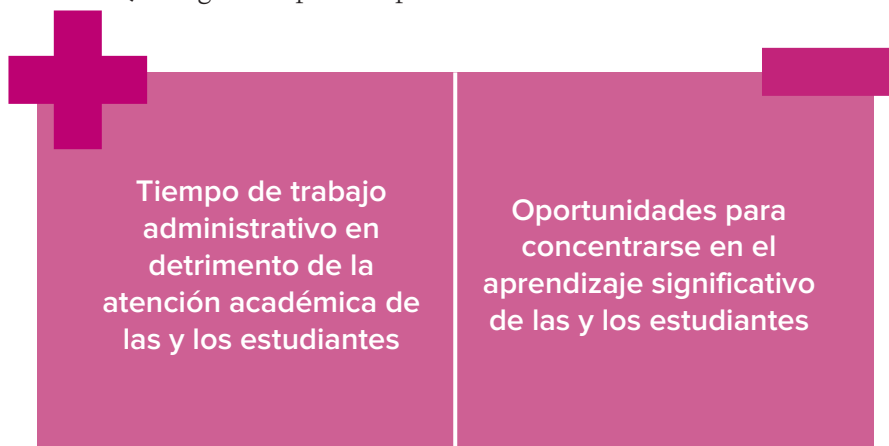 Tiempo de trabajo
administrativo en
detrimento de la
atención académica de
las y los estudiantes
Oportunidades para
concentrarse en el
aprendizaje significativo
de las y los estudiantes